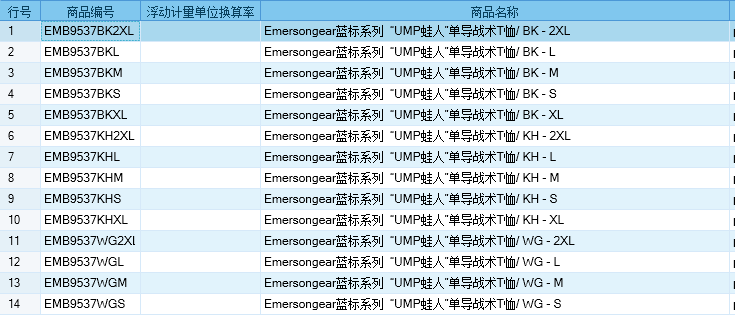 行号 商品编号 浮动计量单位换算率 商品名称
1 EMB9537BK2XL Emersongear蓝标系列 “UMP蛙人”单导战术T恤/ BK - 2XL
2 EMB9537BKL Emersongear蓝标系列 “UMP蛙人”单导战术T恤/ BK - L
3 EMB9537BKM Emersongear蓝标系列 “UMP蛙人”单导战术T恤/ BK - M
4 EMB9537BKS Emersongear蓝标系列 “UMP蛙人”单导战术T恤/ BK - S
5 EMB9537BKXL Emersongear蓝标系列 “UMP蛙人”单导战术T恤/ BK - XL
6 EMB9537KH2XL Emersongear蓝标系列 “UMP蛙人”单导战术T恤/ KH - 2XL
7 EMB9537KHL Emersongear蓝标系列 “UMP蛙人”单导战术T恤/ KH - L
8 EMB9537KHM Emersongear蓝标系列 “UMP蛙人”单导战术T恤/ KH - M
9 EMB9537KHS Emersongear蓝标系列 “UMP蛙人”单导战术T恤/ KH - S
10 EMB9537KHXL Emersongear蓝标系列 “UMP蛙人”单导战术T恤/ KH - XL
11 EMB9537WG2XL Emersongear蓝标系列 “UMP蛙人”单导战术T恤/ WG - 2XL
12 EMB9537WGL Emersongear蓝标系列 “UMP蛙人”单导战术T恤/ WG - L
13 EMB9537WGM Emersongear蓝标系列 “UMP蛙人”单导战术T恤/ WG - M
14 EMB9537WGS Emersongear蓝标系列 “UMP蛙人”单导战术T恤/ WG - S